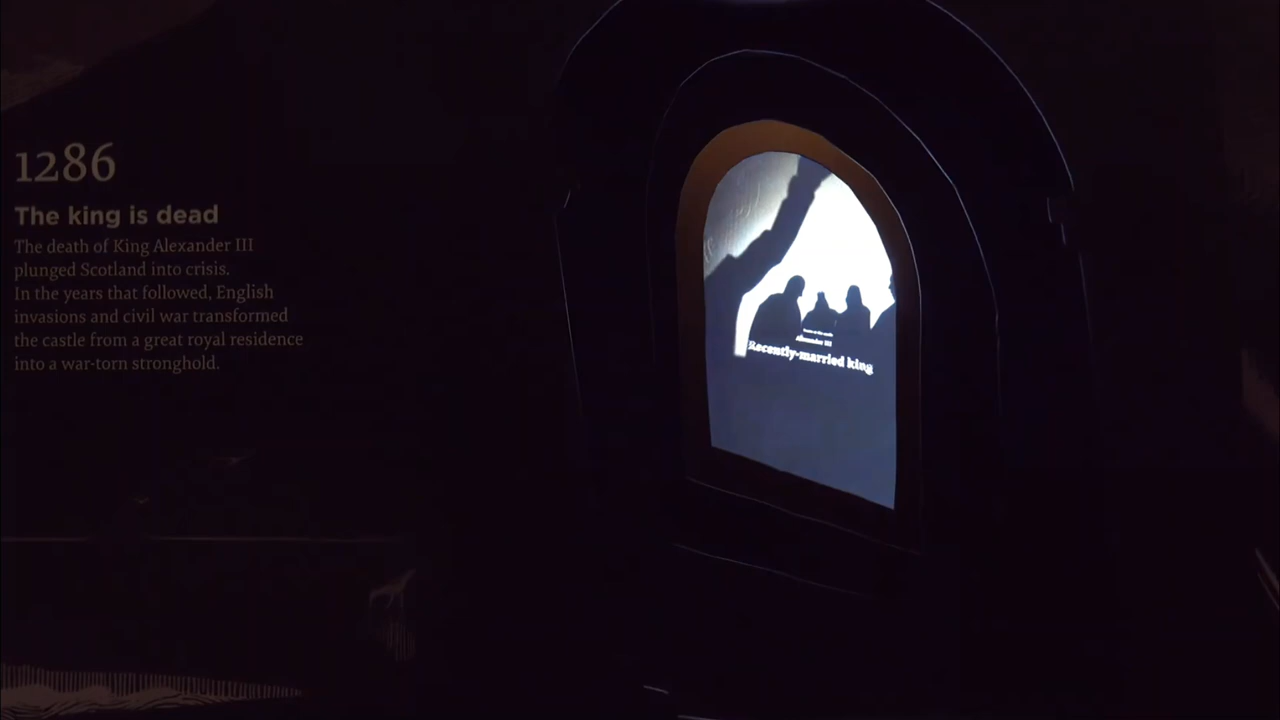 1286
The king is dead
The death of King Alexander III
plunged Scotland into crisis.
In the years that followed, English
invasions and civil war transformed
the castle from a great royal residence
into a war-torn stronghold.
Alexander III
Recently-married king